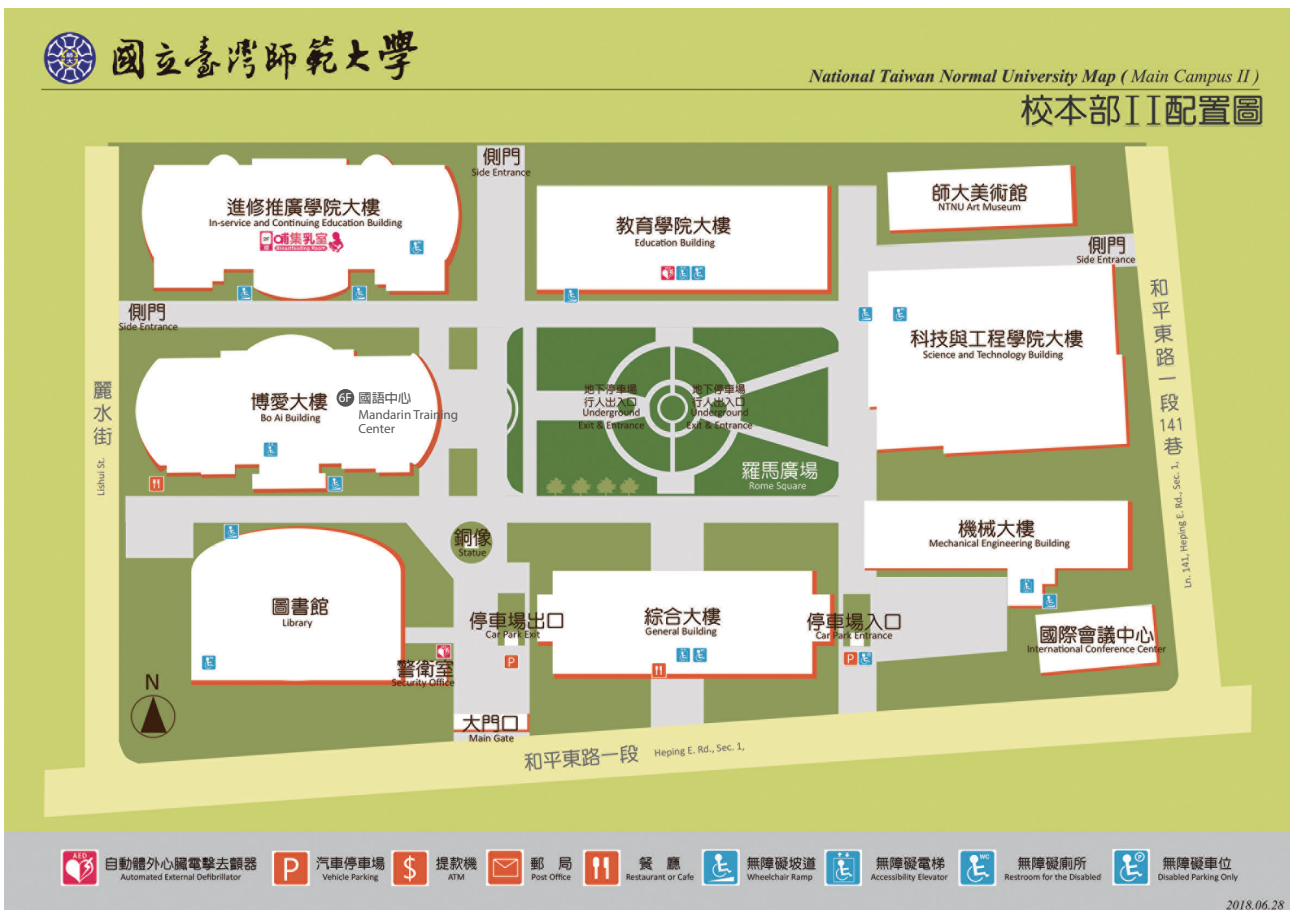 國立臺灣師範大學
National Taiwan Normal University Map ( Main Campus II )
校本部II配置圖
側門
Side Entrance
進修推廣學院大樓
In-service and Continuing Education Building
哺集乳室
Breastfeeding Room
教育學院大樓
Education Building
師大美術館
NTNU Art Museum
側門
Side Entrance
側門
Side Entrance
科技與工程學院大樓
Science and Technology Building
和平東路一段141巷
Ln. 141, Heping E. Rd., Sec. 1,
麗水街
Lishui St.
博愛大樓
Bo Ai Building
6F 國語中心
Mandarin Training
Center
地下停車場
行人出入口
Underground
Exit & Entrance
地下停車場
行人出入口
Underground
Exit & Entrance
羅馬廣場
Rome Square
銅像
Statue
機械大樓
Mechanical Engineering Building
圖書館
Library
停車場出口
Car Park Exit
P
綜合大樓
General Building
停車場入口
Car Park Entrance
P
國際會議中心
International Conference Center
警衛室
Security Office
N
大門口
Main Gate
和平東路一段 Heping E. Rd., Sec. 1,
AED 自動體外心臟電擊去顫器
Automated External Defibrillator
P 汽車停車場
Vehicle Parking
$ 提款機
ATM
郵局
Post Office
餐廳
Restaurant or Cafe
無障礙坡道
Wheelchair Ramp
無障礙電梯
Accessibility Elevator
WC 無障礙廁所
Restroom for the Disabled
P 無障礙車位
Disabled Parking Only
2018.06.28